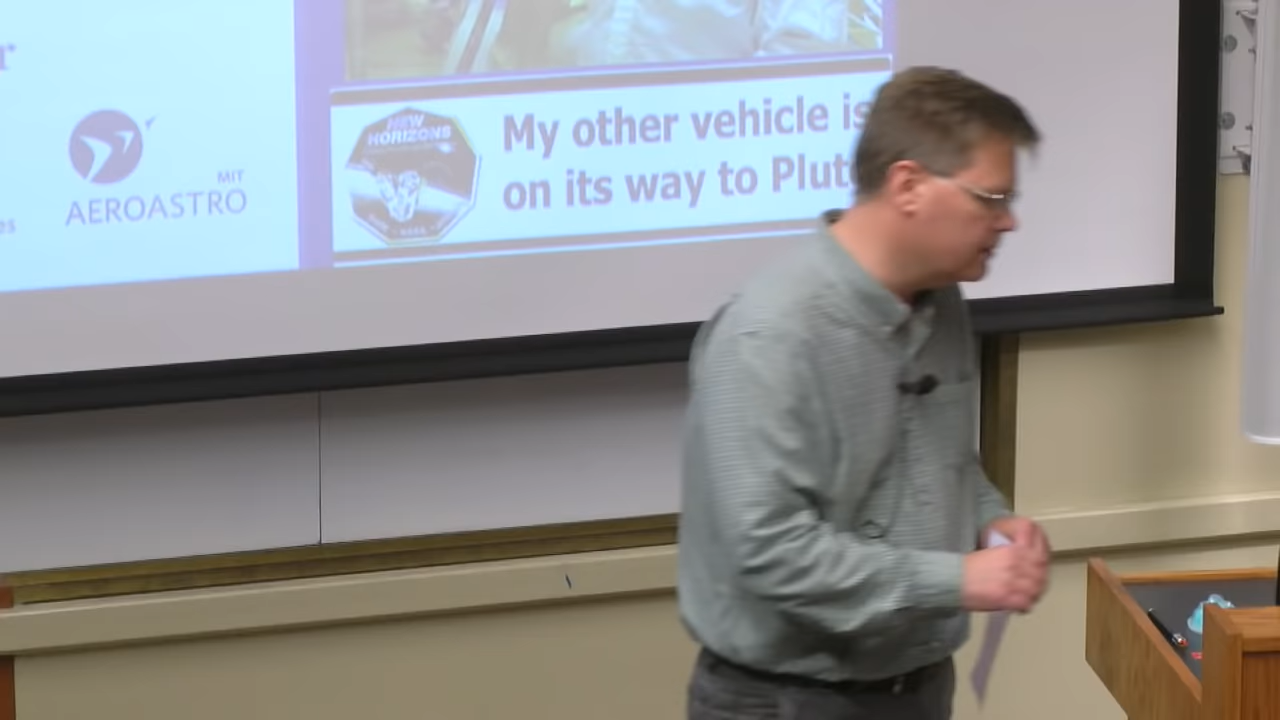 MIT
AEROASTRO
NEW
HORIZONS
My other vehicle is
on its way to Plut